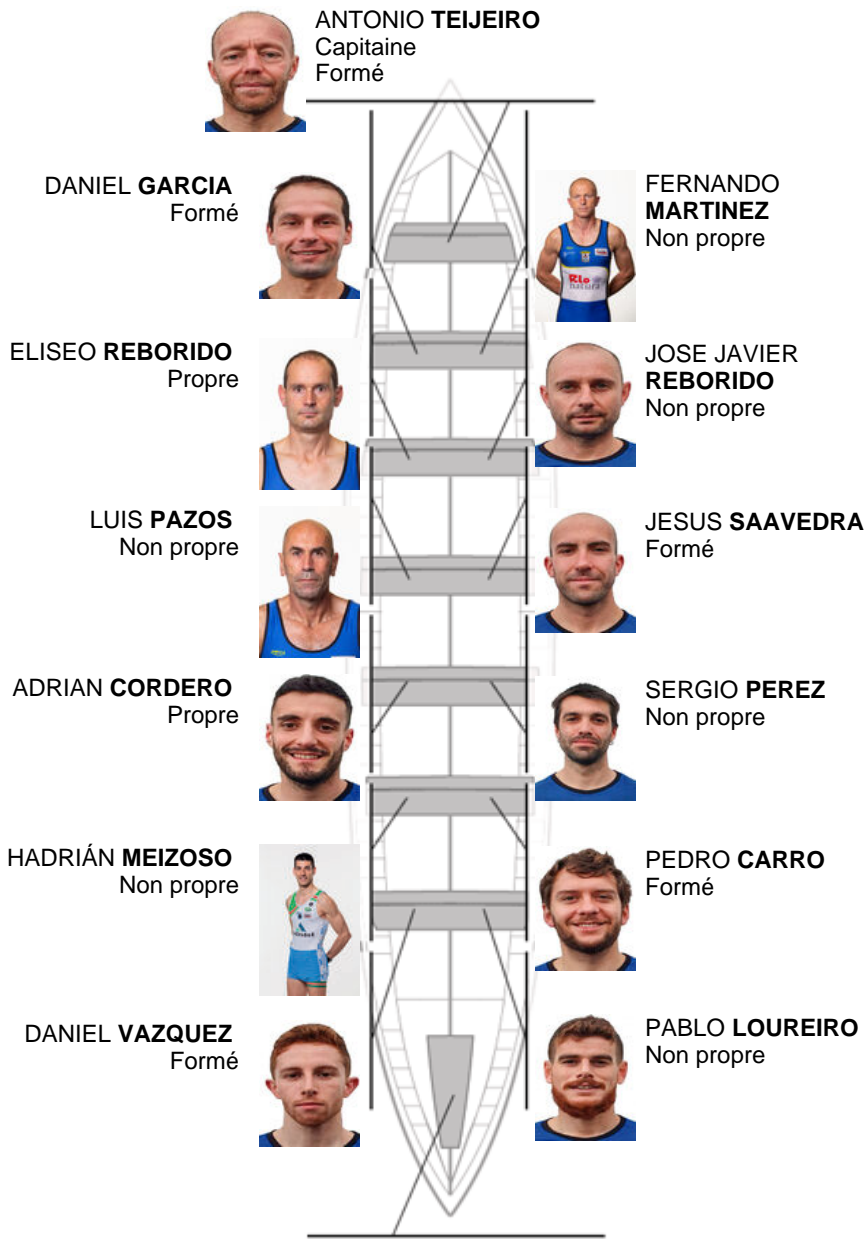 ANTONIO TEIJEIRO
Capitaine
Formé
DANIEL GARCIA
Formé
FERNANDO
MARTINEZ
Non propre
Rio
natura
ELISEO REBORIDO
Propre
JOSE JAVIER
REBORIDO
Non propre
LUIS PAZOS
Non propre
JESUS SAAVEDRA
Formé
ADRIAN CORDERO
Propre
SERGIO PEREZ
Non propre
HADRIÁN MEIZOSO
Non propre
PEDRO CARRO
Formé
DANIEL VAZQUEZ
Formé
PABLO LOUREIRO
Non propre